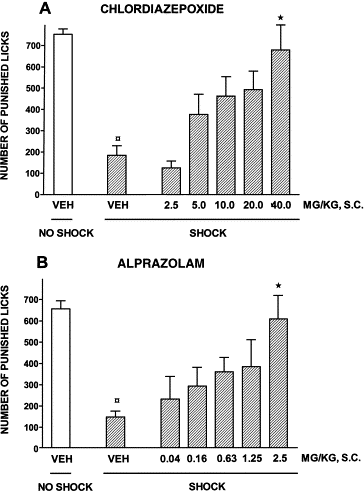 A
CHLORDIAZEPOXIDE
NUMBER OF PUNISHED LICKS
700
600
500
400
300
200
100
0
¤
★
VEH VEH 2.5 5.0 10.0 20.0 40.0 MG/KG, S.C.
NO SHOCK SHOCK
B
ALPRAZOLAM
NUMBER OF PUNISHED LICKS
700
600
500
400
300
200
100
0
¤
★
VEH VEH 0.04 0.16 0.63 1.25 2.5 MG/KG, S.C.
NO SHOCK SHOCK